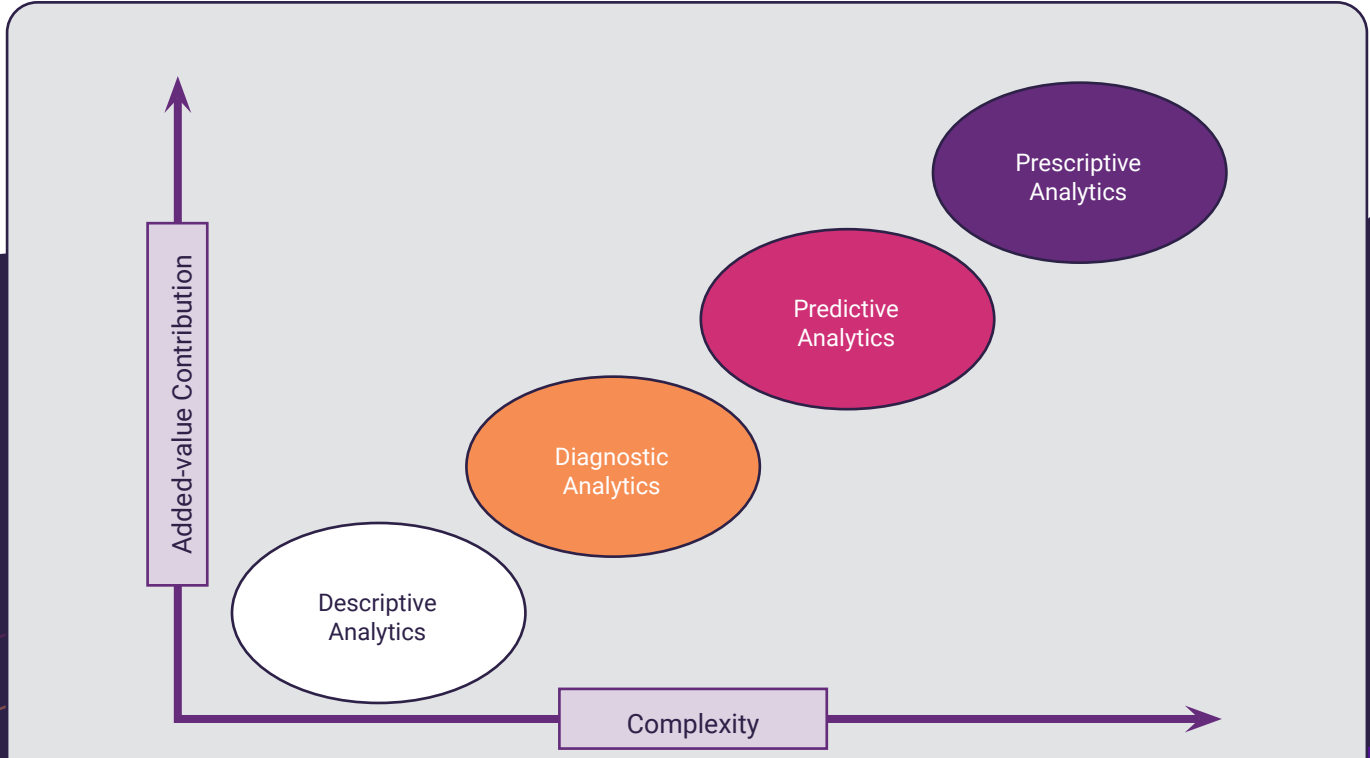 Prescriptive
Analytics
Predictive
Analytics
Added-value Contribution
Diagnostic
Analytics
Descriptive
Analytics
Complexity